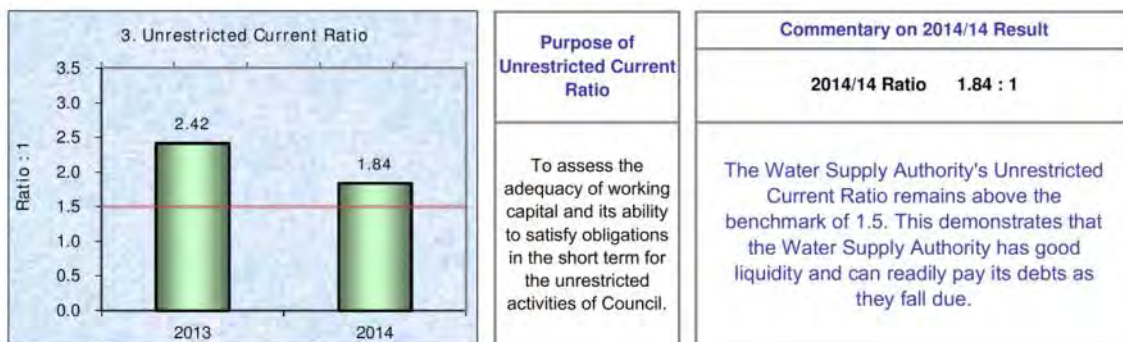 3. Unrestricted Current Ratio
3.5
3.0
2.5
2.0
1.5
1.0
0.5
0.0
Ratio : 1
2.42
1.84
2013
2014
Purpose of
Unrestricted Current
Ratio
To assess the
adequacy of working
capital and its ability
to satisfy obligations
in the short term for
the unrestricted
activities of Council.
Commentary on 2014/14 Result
2014/14 Ratio 1.84 : 1
The Water Supply Authority's Unrestricted
Current Ratio remains above the
benchmark of 1.5. This demonstrates that
the Water Supply Authority has good
liquidity and can readily pay its debts as
they fall due.